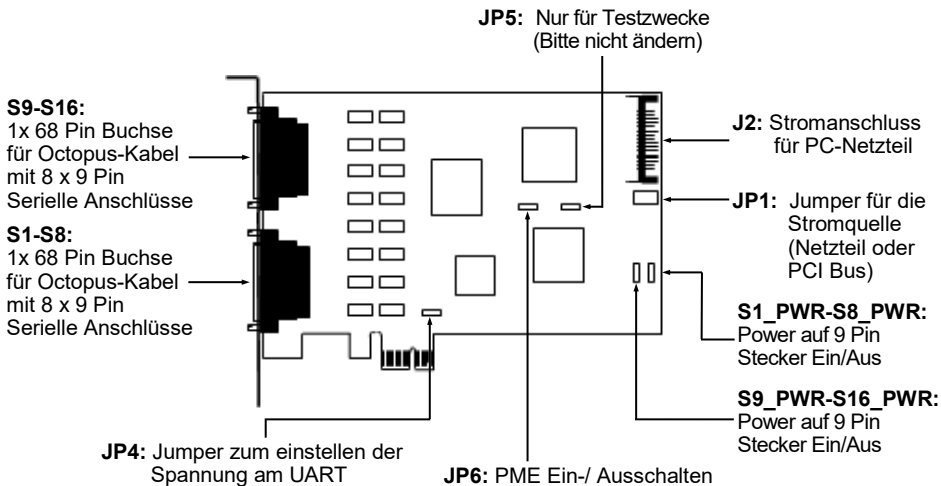 JP5: Nur für Testzwecke
(Bitte nicht ändern)
S9-S16:
1x 68 Pin Buchse
für Octopus-Kabel
mit 8 x 9 Pin
Serielle Anschlüsse
S1-S8:
1x 68 Pin Buchse
für Octopus-Kabel
mit 8 x 9 Pin
Serielle Anschlüsse
J2: Stromanschluss
für PC-Netzteil
JP1: Jumper für die
Stromquelle
(Netzteil oder
PCI Bus)
S1_PWR-S8_PWR:
Power auf 9 Pin
Stecker Ein/Aus
S9_PWR-S16_PWR:
Power auf 9 Pin
Stecker Ein/Aus
JP4: Jumper zum einstellen der
Spannung am UART
JP6: PME Ein-/ Ausschalten